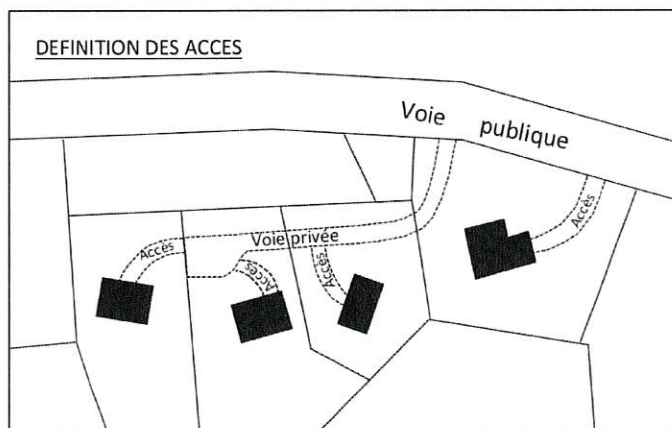 DEFINITION DES ACCES
Voie publique
Accès
Voie privée
Accès
Accès
Accès